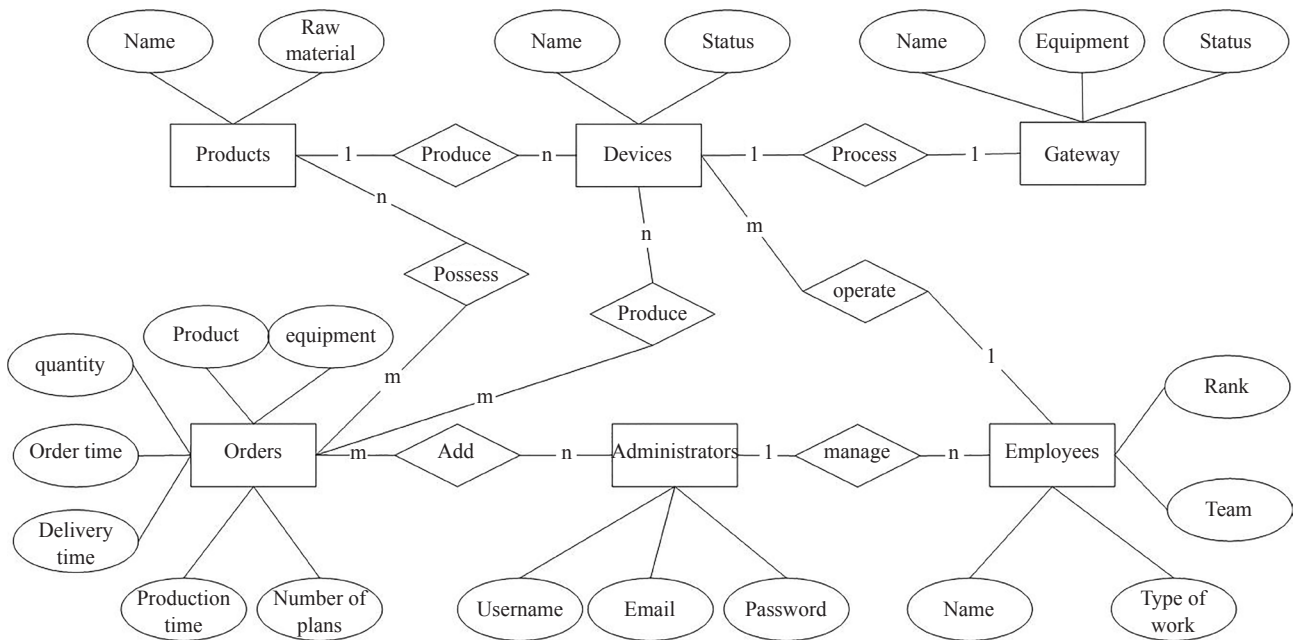 Name
Raw
material
Name
Status
Name
Equipment
Status
Products
1
Produce
n
Devices
1
Process
1
Gateway
n
n
m
Possess
operate
Produce
Product
equipment
quantity
1
m
m
Rank
Order time
Orders
m
Add
n
Administrators
1
manage
n
Employees
Team
Delivery
time
Production
time
Number of
plans
Username
Email
Password
Name
Type of
work